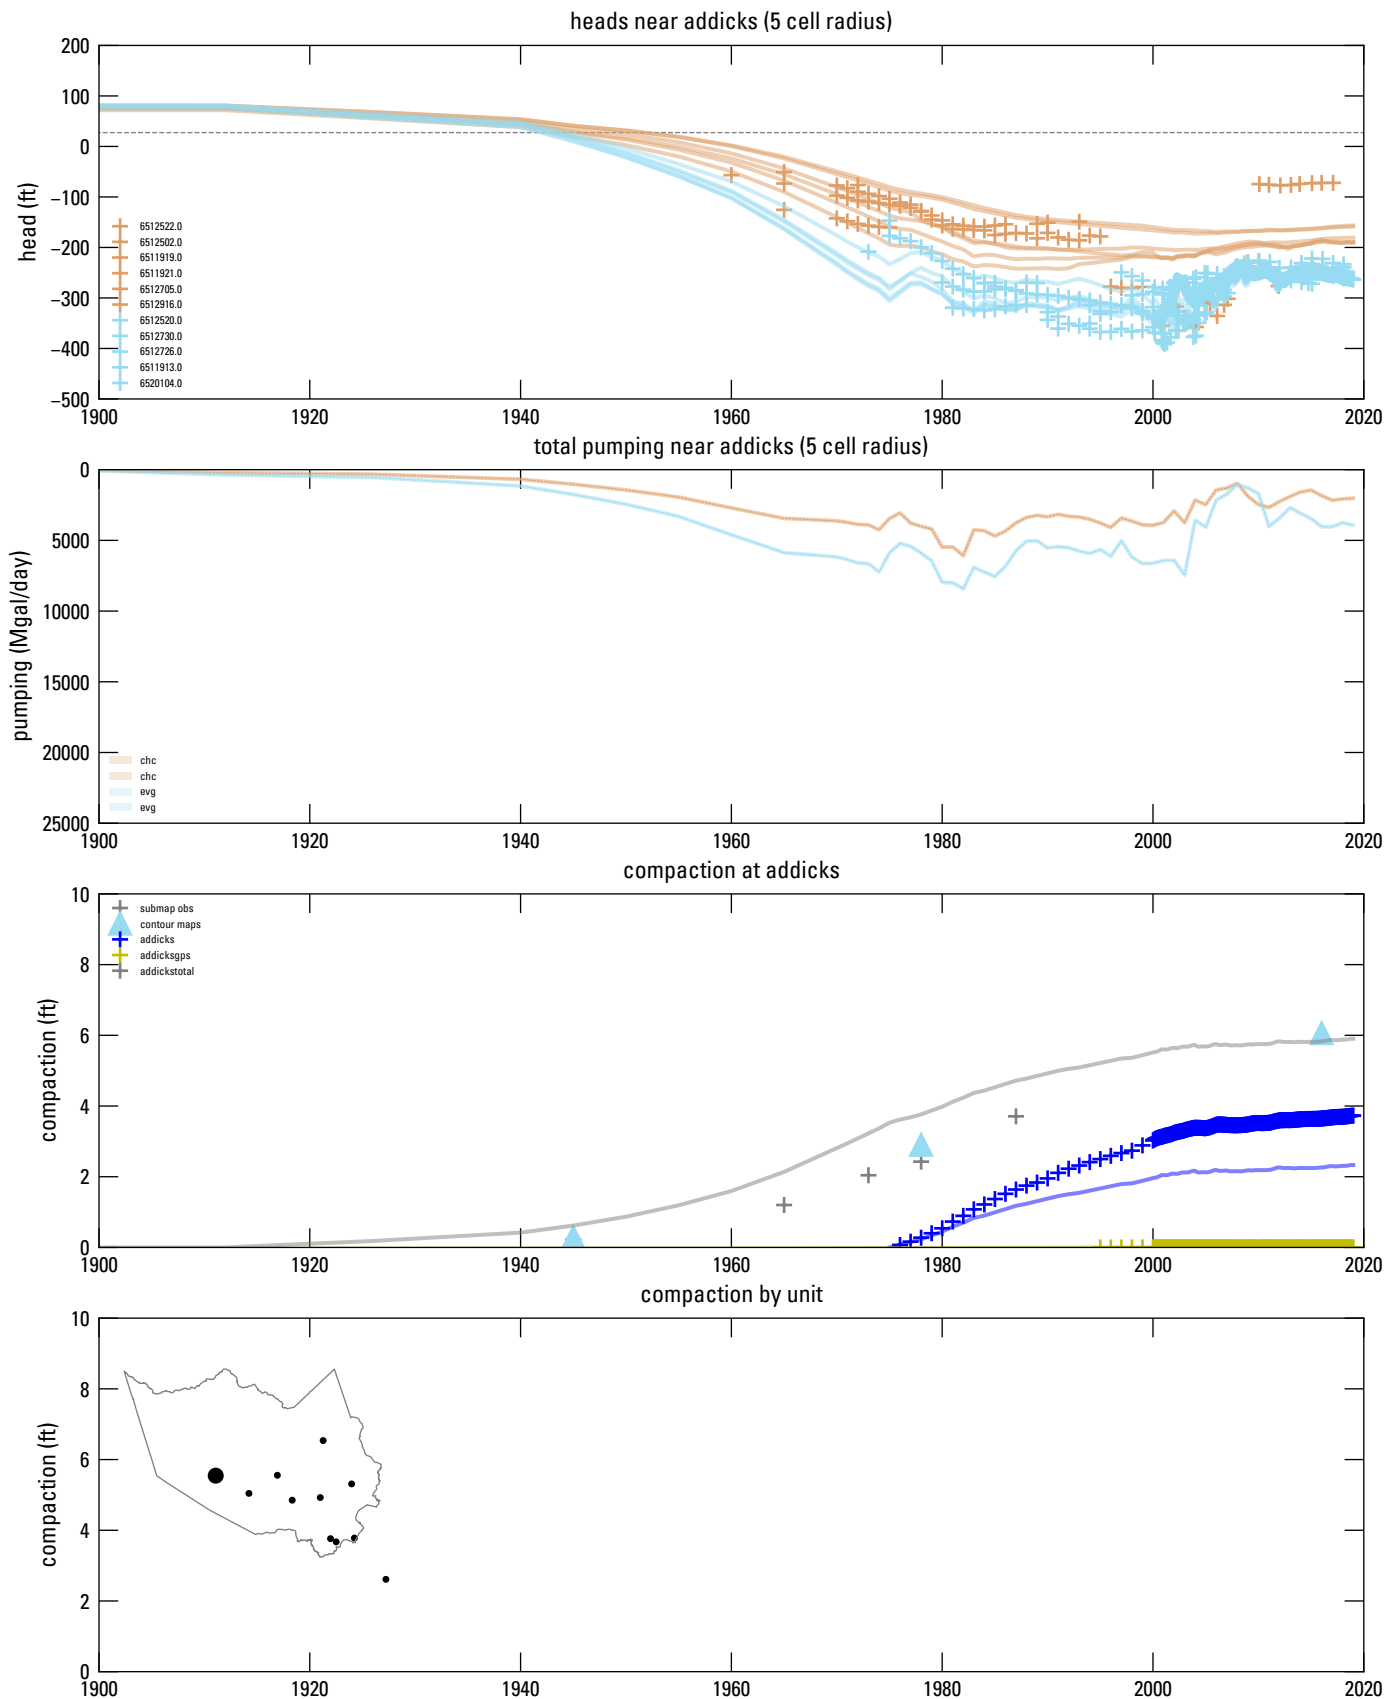 heads near addicks (5 cell radius)
200
100
0
−100
−200
−300
−400
−500
head (ft)
6512522.0
6512502.0
6511919.0
6511921.0
6512705.0
6512916.0
6512520.0
6512730.0
6512726.0
6511913.0
6520104.0
1900 1920 1940 1960 1980 2000 2020
total pumping near addicks (5 cell radius)
0
5000
10000
15000
20000
25000
pumping (Mgal/day)
chc
chc
evg
evg
1900 1920 1940 1960 1980 2000 2020
compaction at addicks
10
8
6
4
2
0
compaction (ft)
submap obs
contour maps
addicks
addicksgps
addickstotal
1900 1920 1940 1960 1980 2000 2020
compaction by unit
10
8
6
4
2
0
compaction (ft)
1900 1920 1940 1960 1980 2000 2020